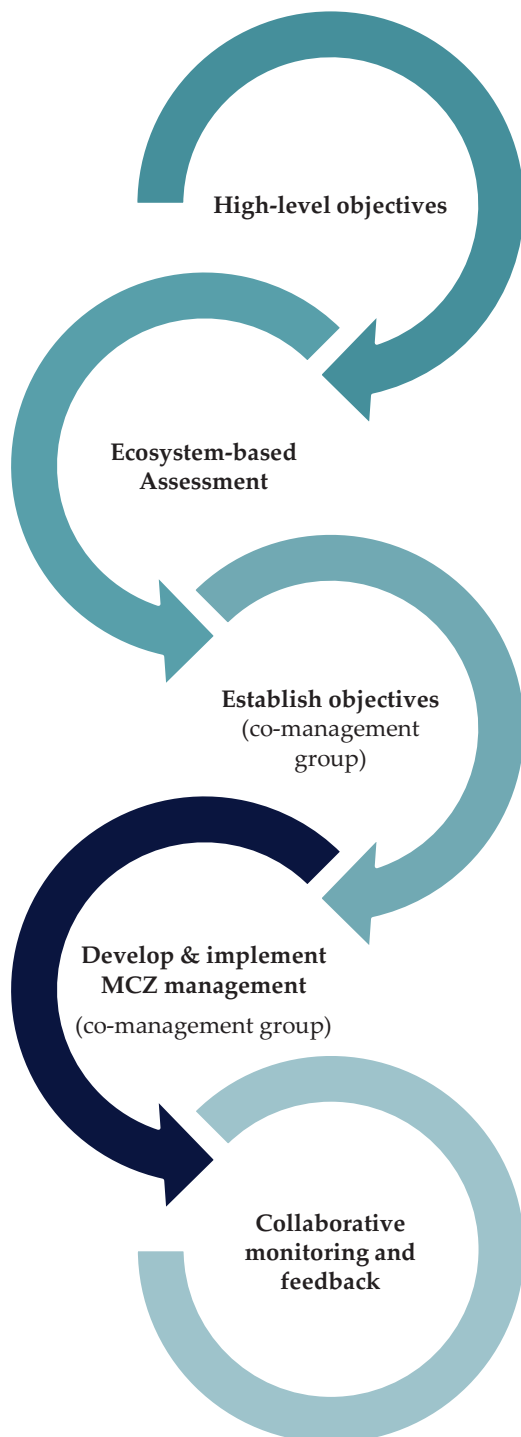 High-level objectives
Ecosystem-based
Assessment
Establish objectives
(co-management
group)
Develop & implement
MCZ management
(co-management group)
Collaborative
monitoring and
feedback